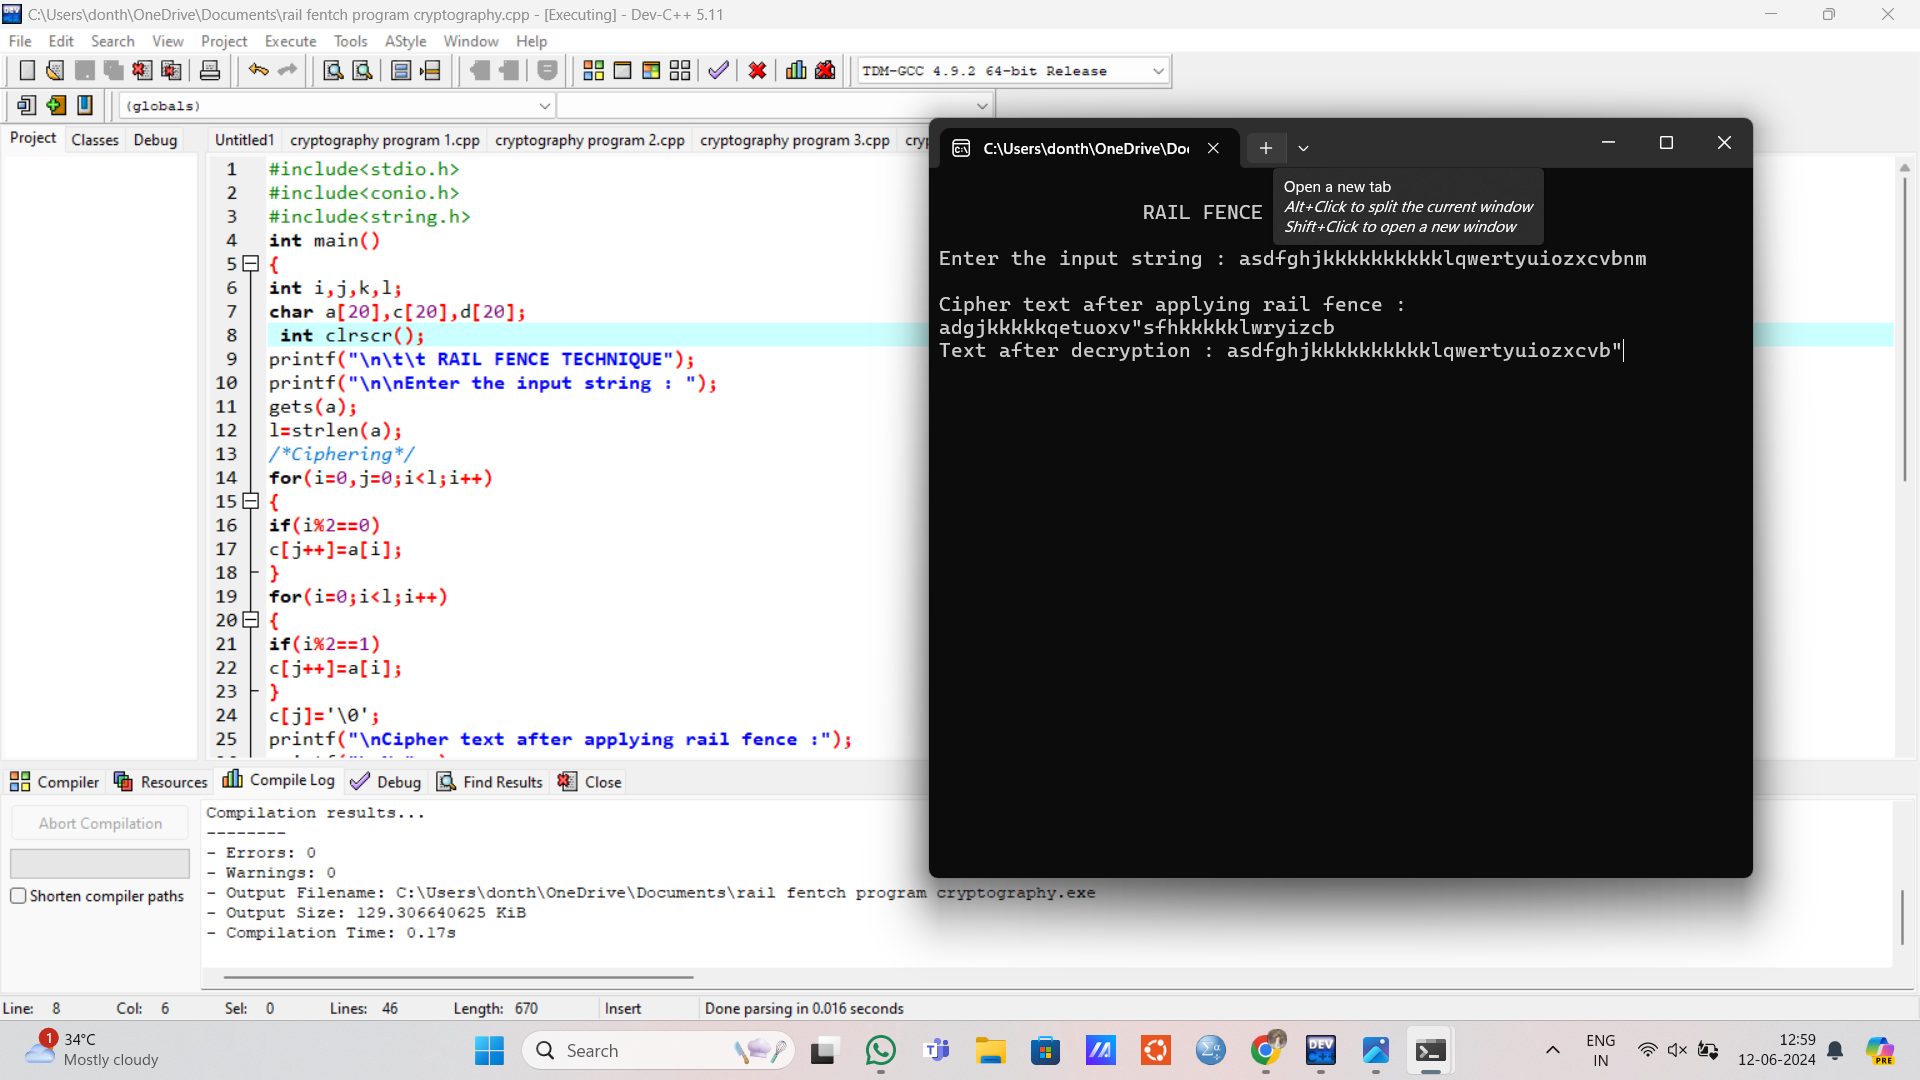 C:\Users\donth\OneDrive\Documents\rail fentch program cryptography.cpp - [Executing] - Dev-C++ 5.11
File Edit Search View Project Execute Tools AStyle Window Help
TDM-GCC 4.9.2 64-bit Release
(globals)
Project Classes Debug
Untitled1 cryptography program 1.cpp cryptography program 2.cpp cryptography program 3.cpp
1 #include<stdio.h>
2 #include<conio.h>
3 #include<string.h>
4 int main()
5 {
6 int i,j,k,l;
7 char a[20],c[20],d[20];
8 int clrscr();
9 printf("\n\t\t RAIL FENCE TECHNIQUE");
10 printf("\n\nEnter the input string : ");
11 gets(a);
12 l=strlen(a);
13 /*Ciphering*/
14 for(i=0,j=0;i<l;i++)
15 {
16 if(i%2==0)
17 c[j++]=a[i];
18 }
19 for(i=0;i<l;i++)
20 {
21 if(i%2==1)
22 c[j++]=a[i];
23 }
24 c[j]='\0';
25 printf("\nCipher text after applying rail fence :");
C:\Users\donth\OneDrive\Do
Open a new tab
Alt+Click to split the current window
Shift+Click to open a new window
RAIL FENCE
Enter the input string : asdfghjkkkkkkkkkklqwertyuiozxcvbnm
Cipher text after applying rail fence :
adgjkkkkkqetuoxv"sfhkkkkklwryizcb
Text after decryption : asdfghjkkkkkkkkkklqwertyuiozxcvb"
Compiler Resources Compile Log Debug Find Results Close
Abort Compilation
Shorten compiler paths
Compilation results...
--------
- Errors: 0
- Warnings: 0
- Output Filename: C:\Users\donth\OneDrive\Documents\rail fentch program cryptography.exe
- Output Size: 129.306640625 KiB
- Compilation Time: 0.17s
Line: 8 Col: 6 Sel: 0 Lines: 46 Length: 670 Insert Done parsing in 0.016 seconds
1
34°C
Mostly cloudy
Search
DEV
PRE
ENG
IN
12:59
12-06-2024